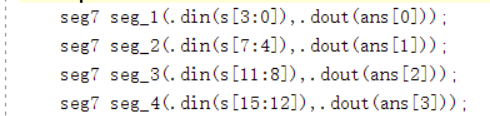 seg7 seg_1(.din(s[3:0]),.dout(ans[0]));
seg7 seg_2(.din(s[7:4]),.dout(ans[1]));
seg7 seg_3(.din(s[11:8]),.dout(ans[2]));
seg7 seg_4(.din(s[15:12]),.dout(ans[3]));